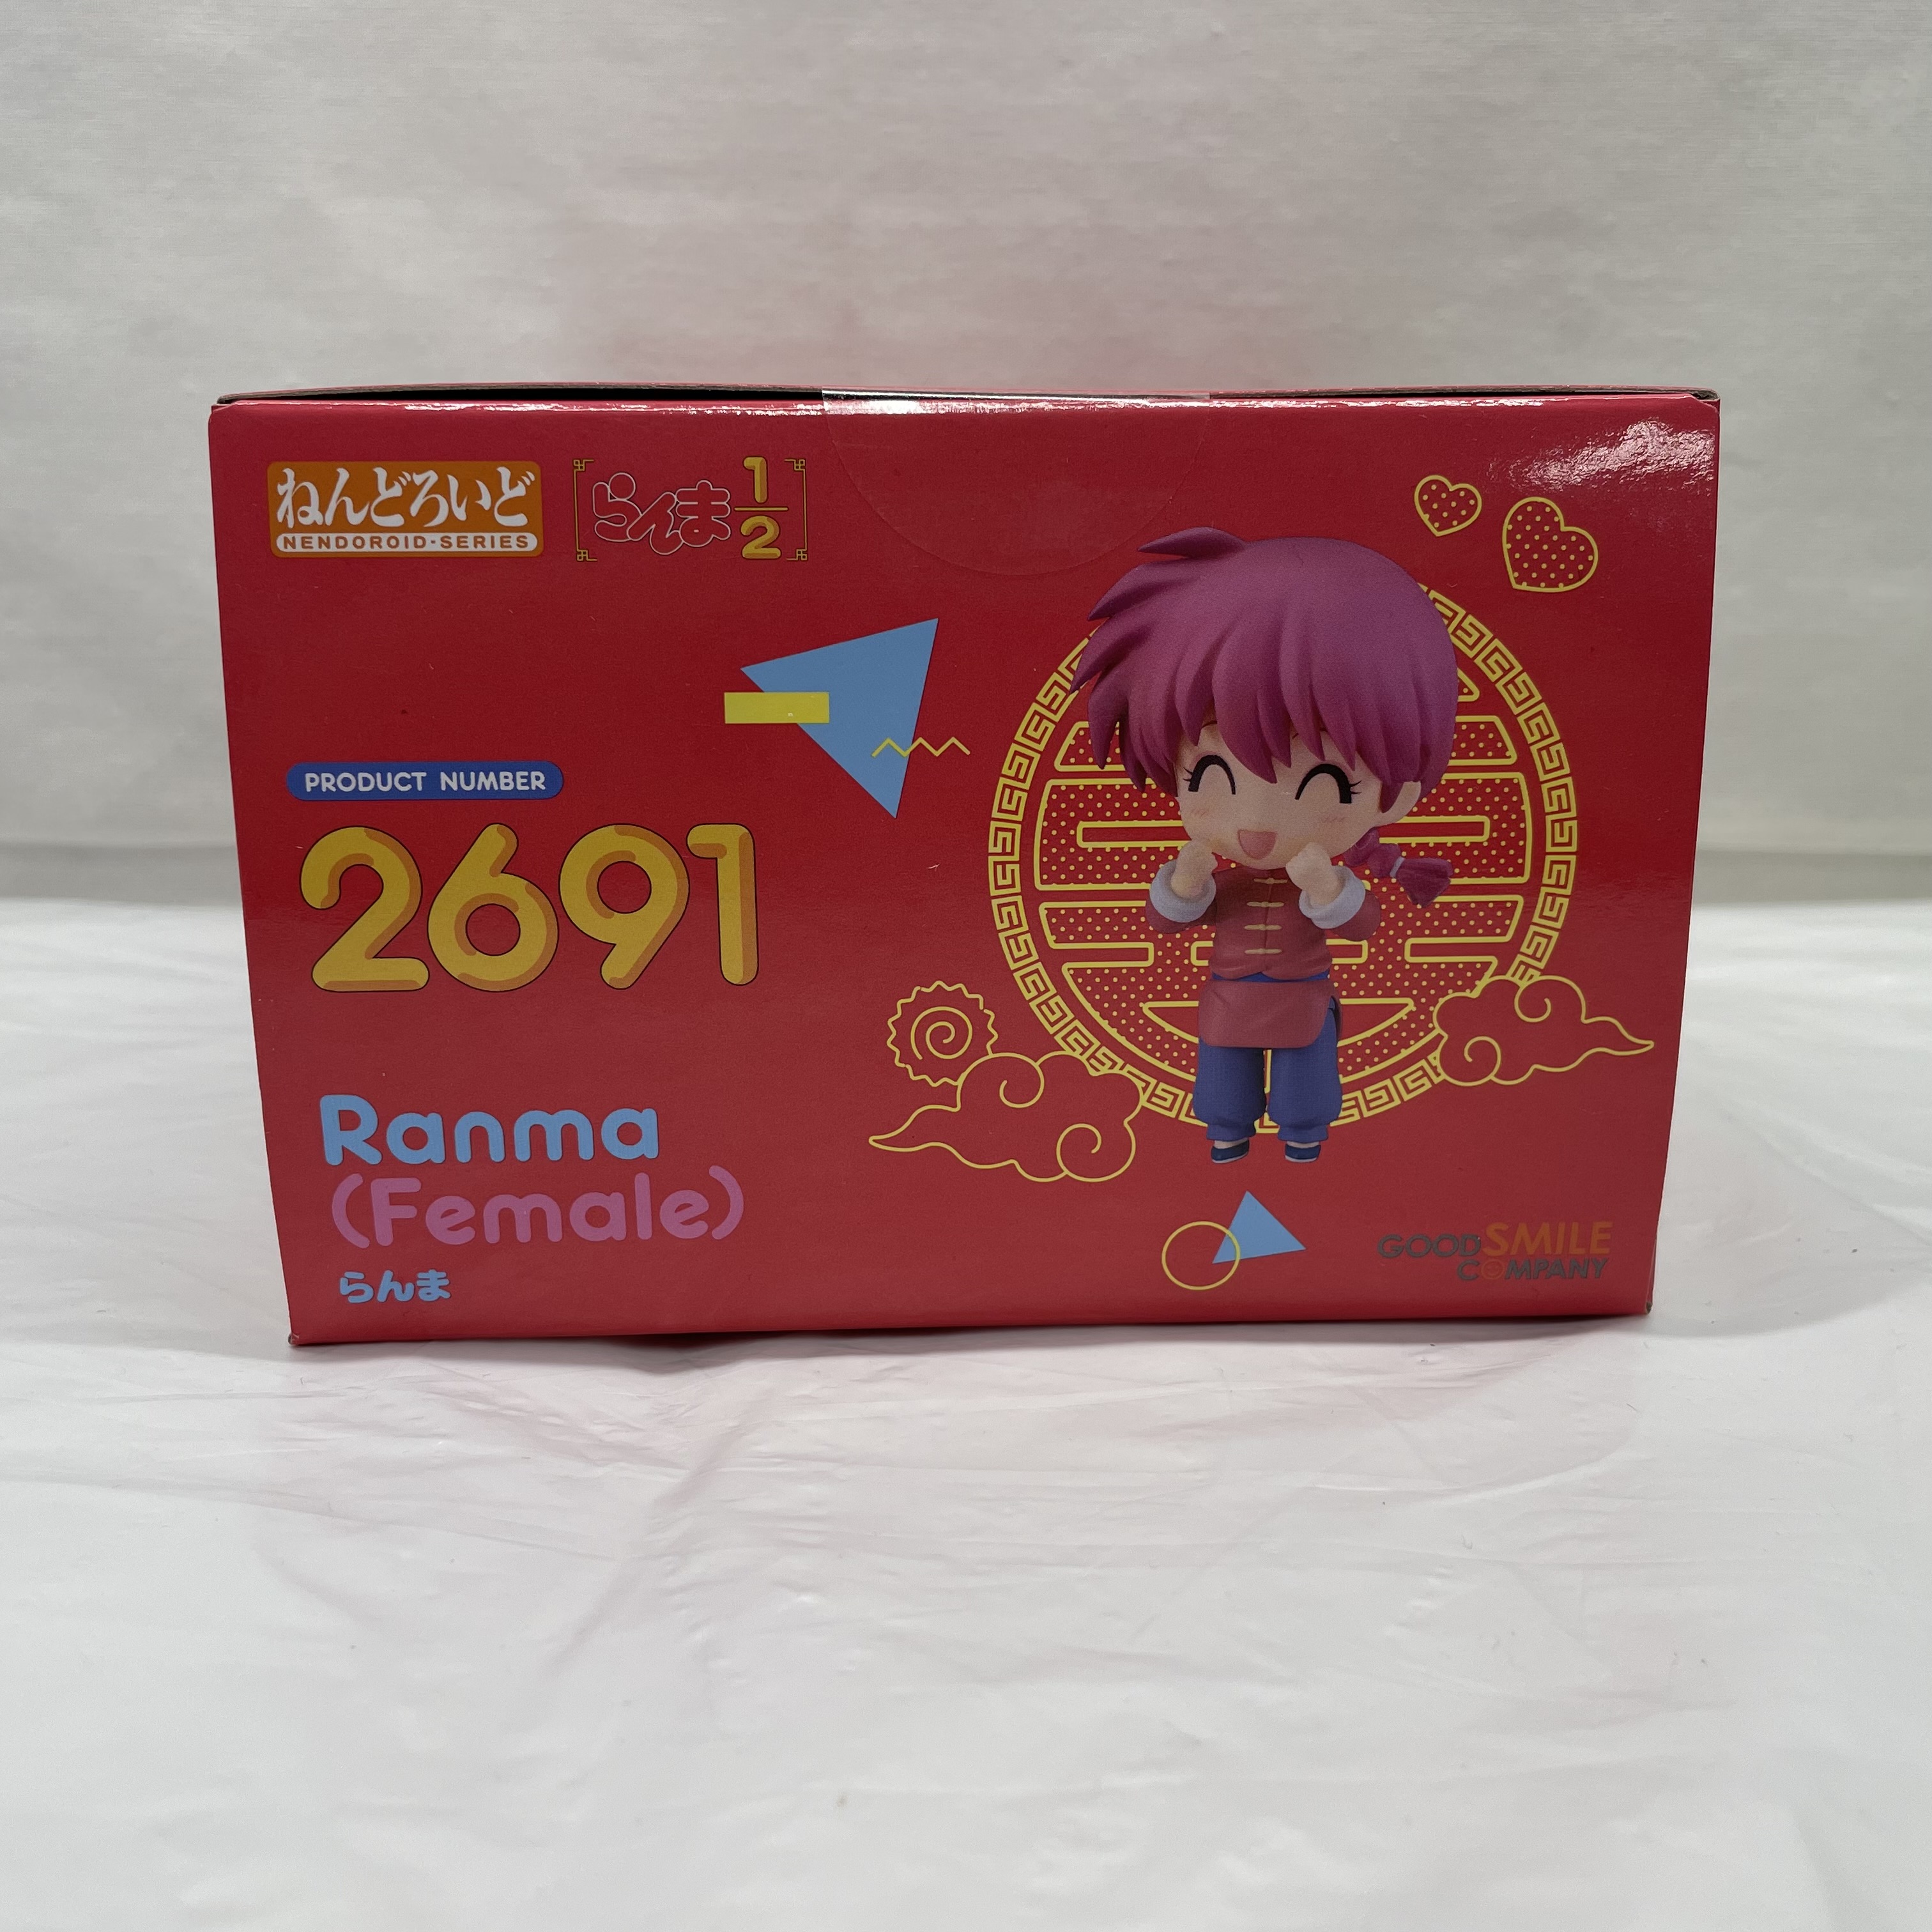 ねんどろいど
NENDOROID·SERIES
らんま1/2
PRODUCT NUMBER
2691
Ranma
(Female)
らんま
GOOD SMILE
COMPANY